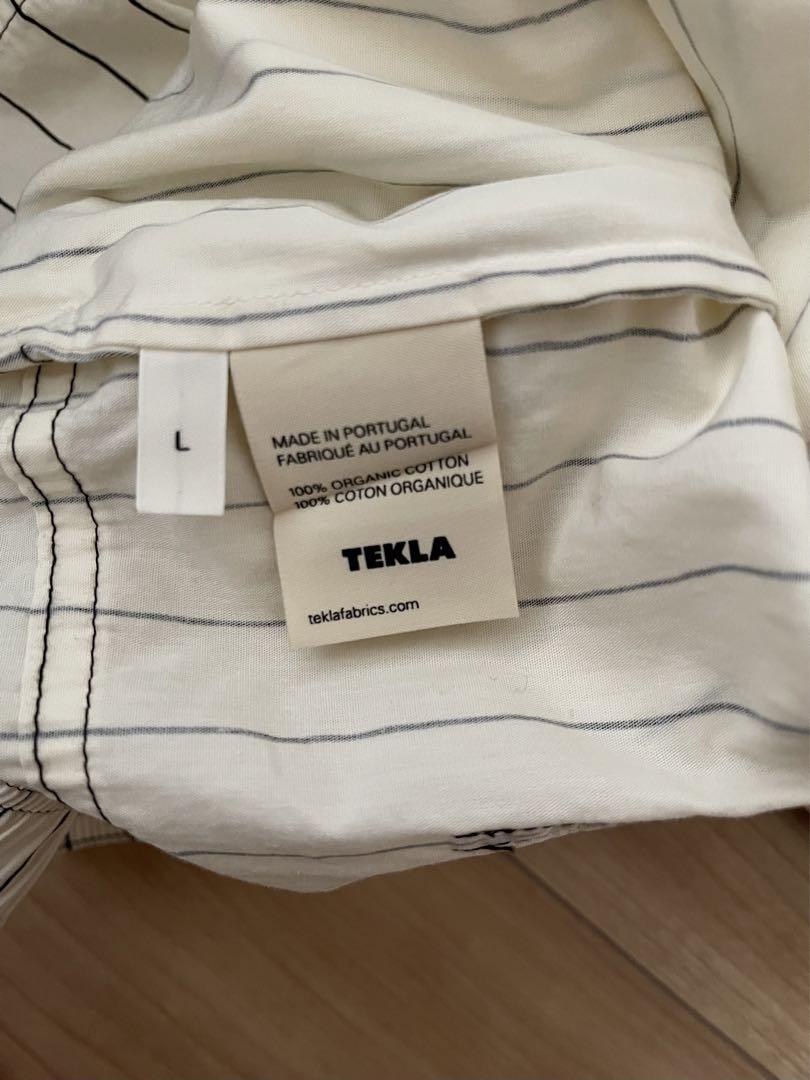 L
MADE IN PORTUGAL
FABRIQUÉ AU PORTUGAL
100% ORGANIC COTTON
100% COTON ORGANIQUE
TEKLA
teklafabrics.com